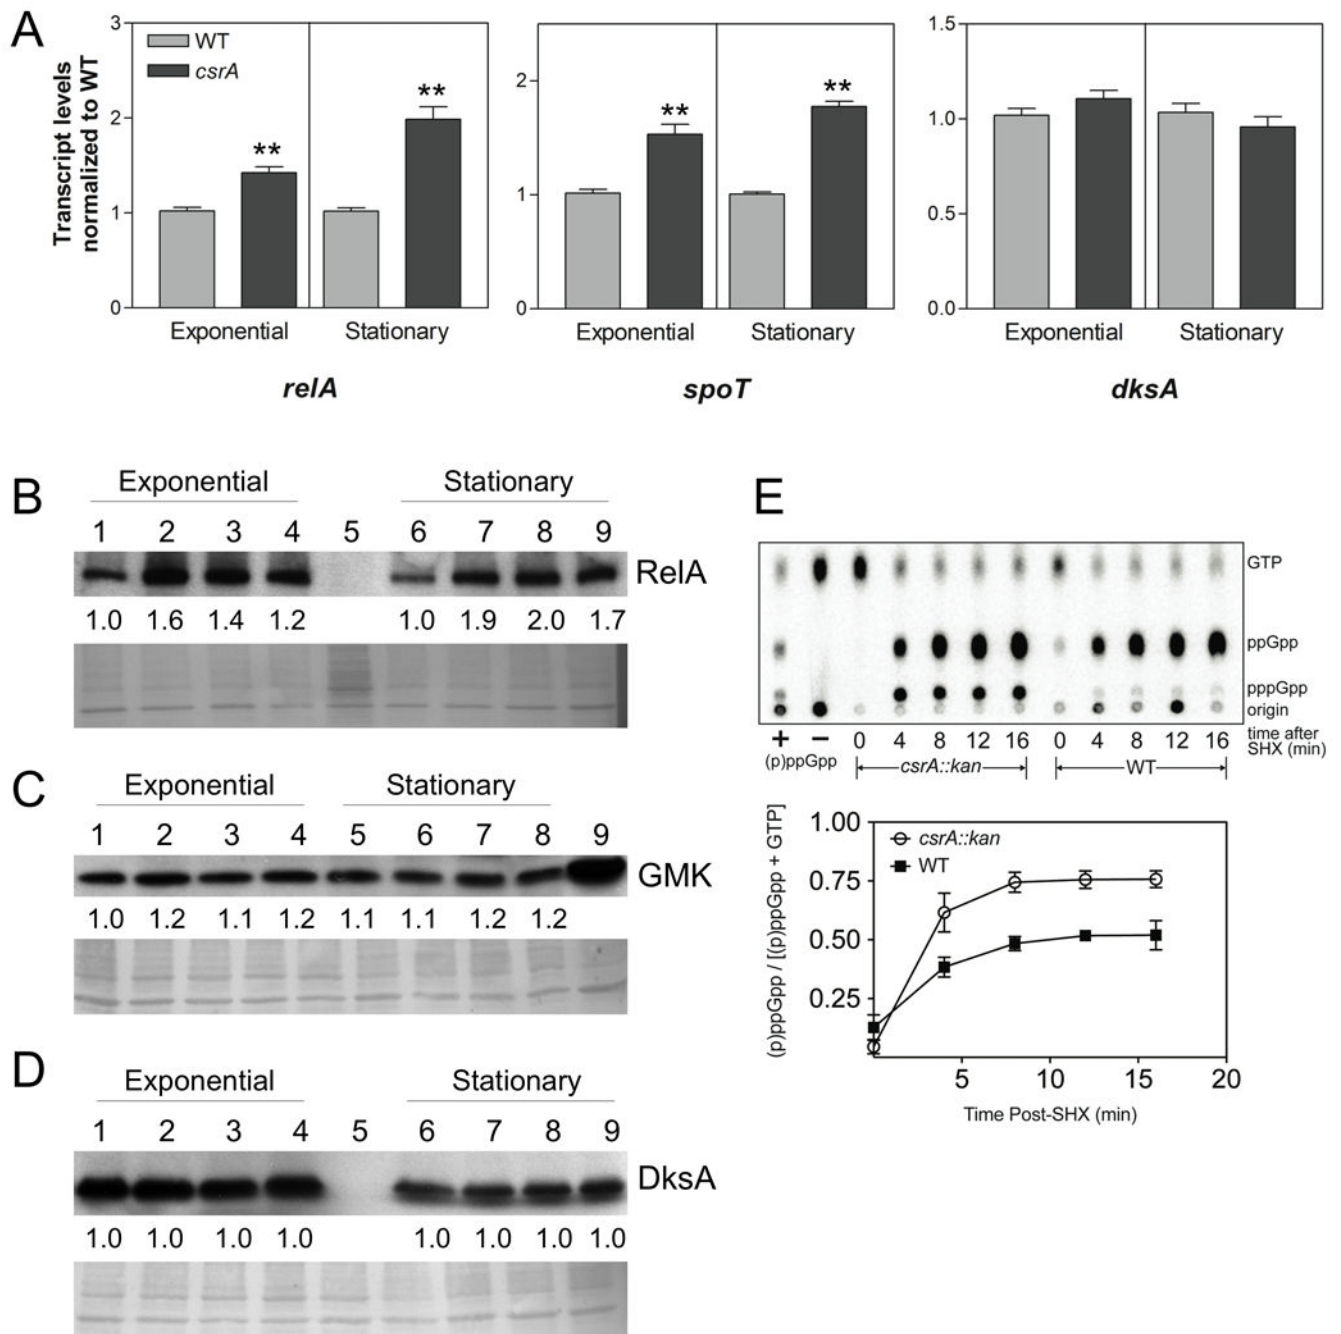 A
Transcript levels
normalized to WT
3
2
1
0
WT
csrA
**
**
Exponential
Stationary
relA
2
1
0
**
**
Exponential
Stationary
spoT
1.5
1.0
0.5
0.0
Exponential
Stationary
dksA
B
Exponential Stationary
1 2 3 4 5 6 7 8 9
RelA
1.0 1.6 1.4 1.2 1.0 1.9 2.0 1.7
C
Exponential Stationary
1 2 3 4 5 6 7 8 9
GMK
1.0 1.2 1.1 1.2 1.1 1.1 1.2 1.2
D
Exponential Stationary
1 2 3 4 5 6 7 8 9
DksA
1.0 1.0 1.0 1.0 1.0 1.0 1.0 1.0
E
GTP
ppGpp
pppGpp
origin
+ − 0 4 8 12 16 0 4 8 12 16 time after
SHX (min)
(p)ppGpp csrA::kan WT
(p)ppGpp / [(p)ppGpp + GTP]
1.00
0.75
0.50
0.25
csrA::kan
WT
5 10 15 20
Time Post-SHX (min)